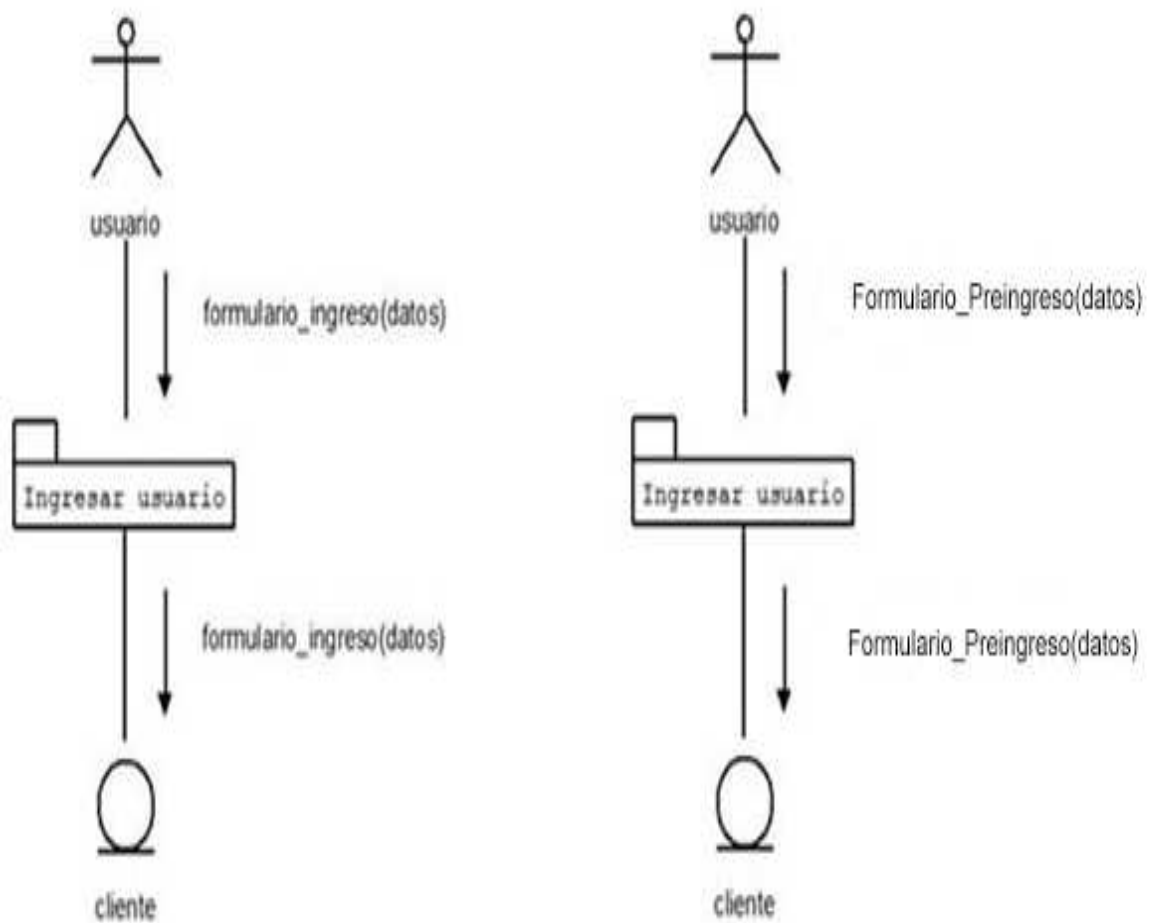 usuario
formulario_ingreso(datos)
Ingresar usuario
formulario_ingreso(datos)
cliente
usuario
Formulario_Preingreso(datos)
Ingresar usuario
Formulario_Preingreso(datos)
cliente